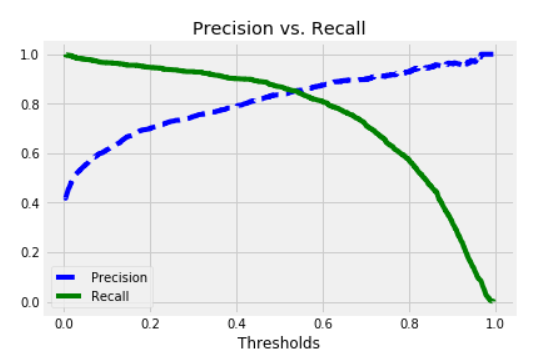 Precision vs. Recall
1.0
0.8
0.6
0.4
0.2
0.0
Precision
Recall
0.0 0.2 0.4 0.6 0.8 1.0
Thresholds